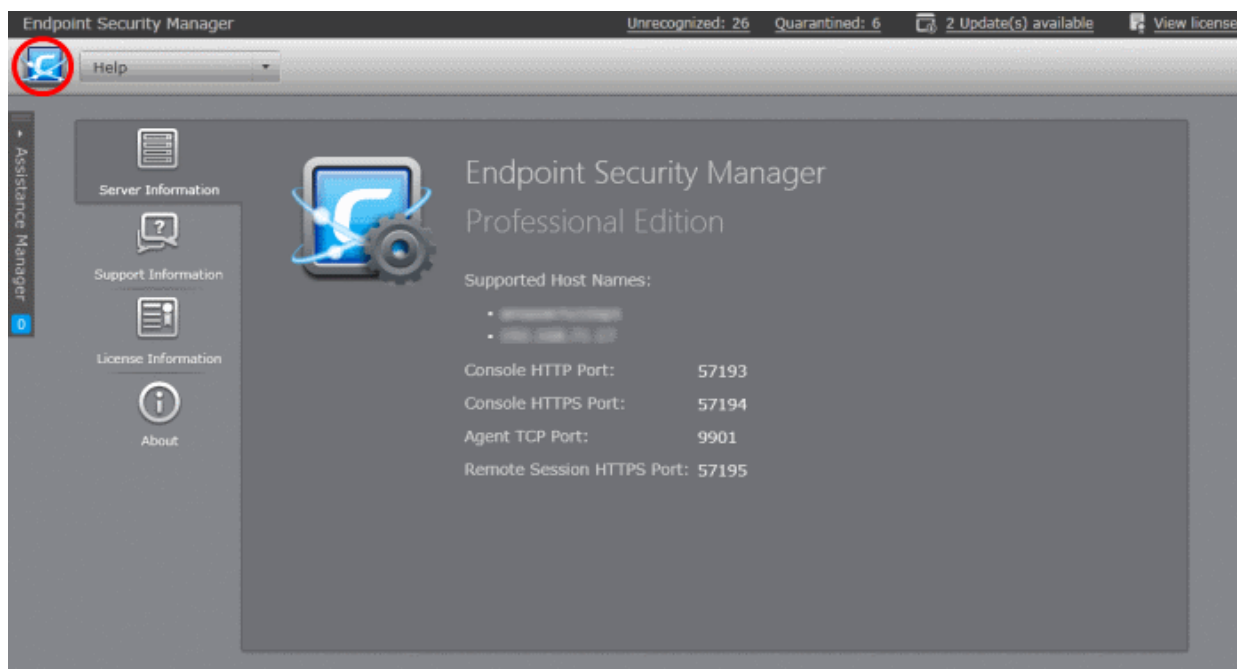 Endpoint Security Manager
Unrecognized: 26 Quarantined: 6 2 Update(s) available View license
Help
Assistance Manager
0
Server Information
Support Information
License Information
About
Endpoint Security Manager
Professional Edition
Supported Host Names:
Console HTTP Port: 57193
Console HTTPS Port: 57194
Agent TCP Port: 9901
Remote Session HTTPS Port: 57195